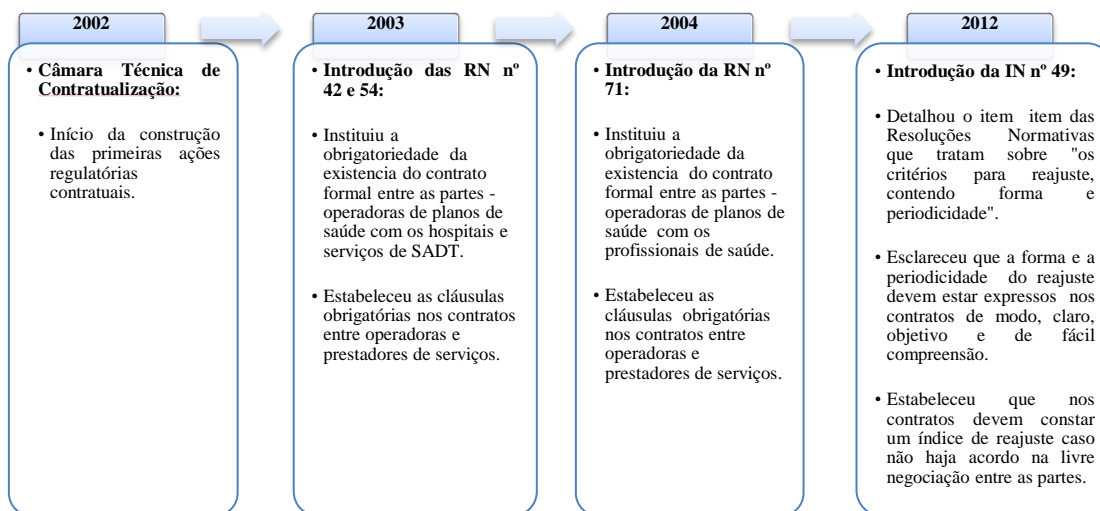 2002
• Câmara Técnica de
Contratualização:
• Início da construção
das primeiras ações
regulatórias
contratuais.
2003
• Introdução das RN nº
42 e 54:
• Instituiu a
obrigatoriedade da
existencia do contrato
formal entre as partes -
operadoras de planos de
saúde com os hospitais e
serviços de SADT.
• Estabeleceu as cláusulas
obrigatórias nos contratos
entre operadoras e
prestadores de serviços.
2004
• Introdução da RN nº
71:
• Instituiu a
obrigatoriedade da
existencia do contrato
formal entre as partes -
operadoras de planos de
saúde com os
profissionais de saúde.
• Estabeleceu as
cláusulas obrigatórias
nos contratos entre
operadoras e
prestadores de serviços.
2012
• Introdução da IN nº 49:
• Detalhou o item item das
Resoluções Normativas
que tratam sobre "os
critérios para reajuste,
contendo forma e
periodicidade".
• Esclareceu que a forma e a
periodicidade do reajuste
devem estar expressos nos
contratos de modo, claro,
objetivo e de fácil
compreensão.
• Estabeleceu que nos
contratos devem constar
um índice de reajuste caso
não haja acordo na livre
negociação entre as partes.